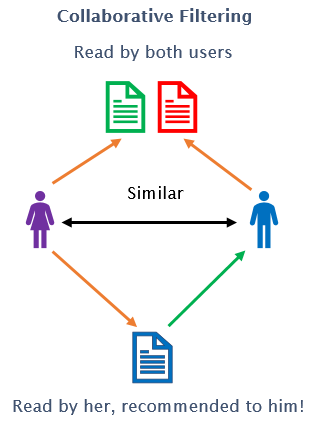 Collaborative Filtering
Read by both users
Similar
Read by her, recommended to him!